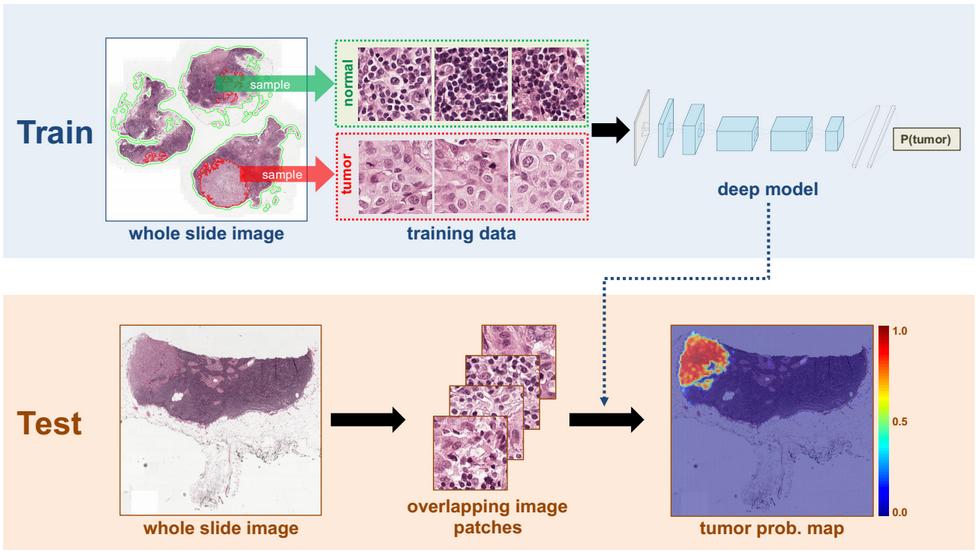 Train
sample
sample
normal
tumor
P(tumor)
whole slide image
training data
deep model
Test
1.0
0.5
0.0
whole slide image
overlapping image
patches
tumor prob. map